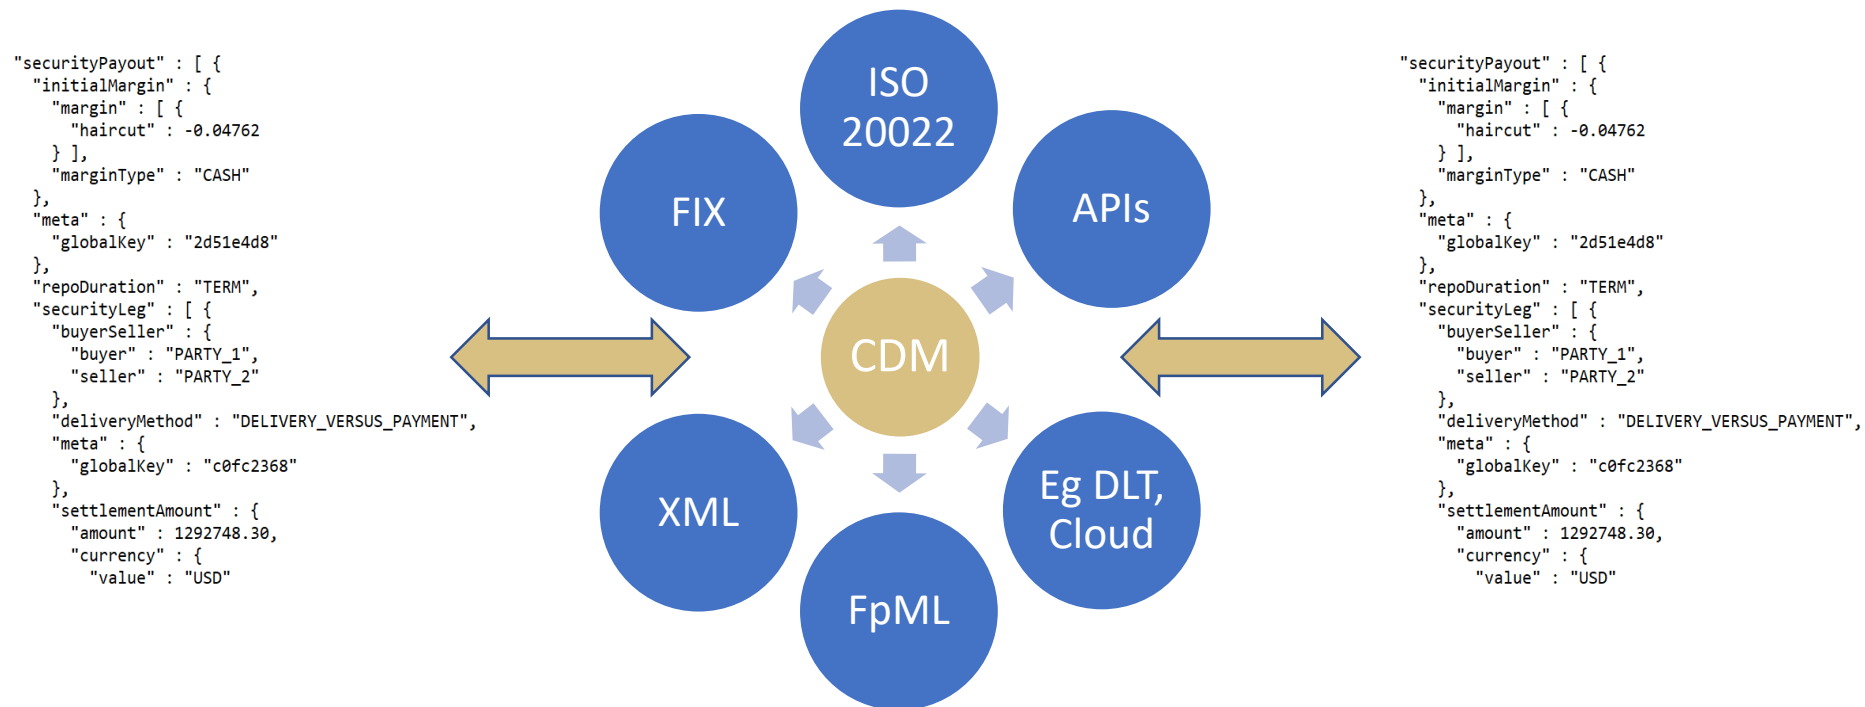 "securityPayout" : [ {
"initialMargin" : {
"margin" : [ {
"haircut" : -0.04762
} ],
"marginType" : "CASH"
},
"meta" : {
"globalKey" : "2d51e4d8"
},
"repoDuration" : "TERM",
"securityLeg" : [ {
"buyerSeller" : {
"buyer" : "PARTY_1",
"seller" : "PARTY_2"
},
"deliveryMethod" : "DELIVERY_VERSUS_PAYMENT",
"meta" : {
"globalKey" : "c0fc2368"
},
"settlementAmount" : {
"amount" : 1292748.30,
"currency" : {
"value" : "USD"
ISO
20022
FIX
APIs
CDM
XML
Eg DLT,
Cloud
FpML
"securityPayout" : [ {
"initialMargin" : {
"margin" : [ {
"haircut" : -0.04762
} ],
"marginType" : "CASH"
},
"meta" : {
"globalKey" : "2d51e4d8"
},
"repoDuration" : "TERM",
"securityLeg" : [ {
"buyerSeller" : {
"buyer" : "PARTY_1",
"seller" : "PARTY_2"
},
"deliveryMethod" : "DELIVERY_VERSUS_PAYMENT",
"meta" : {
"globalKey" : "c0fc2368"
},
"settlementAmount" : {
"amount" : 1292748.30,
"currency" : {
"value" : "USD"